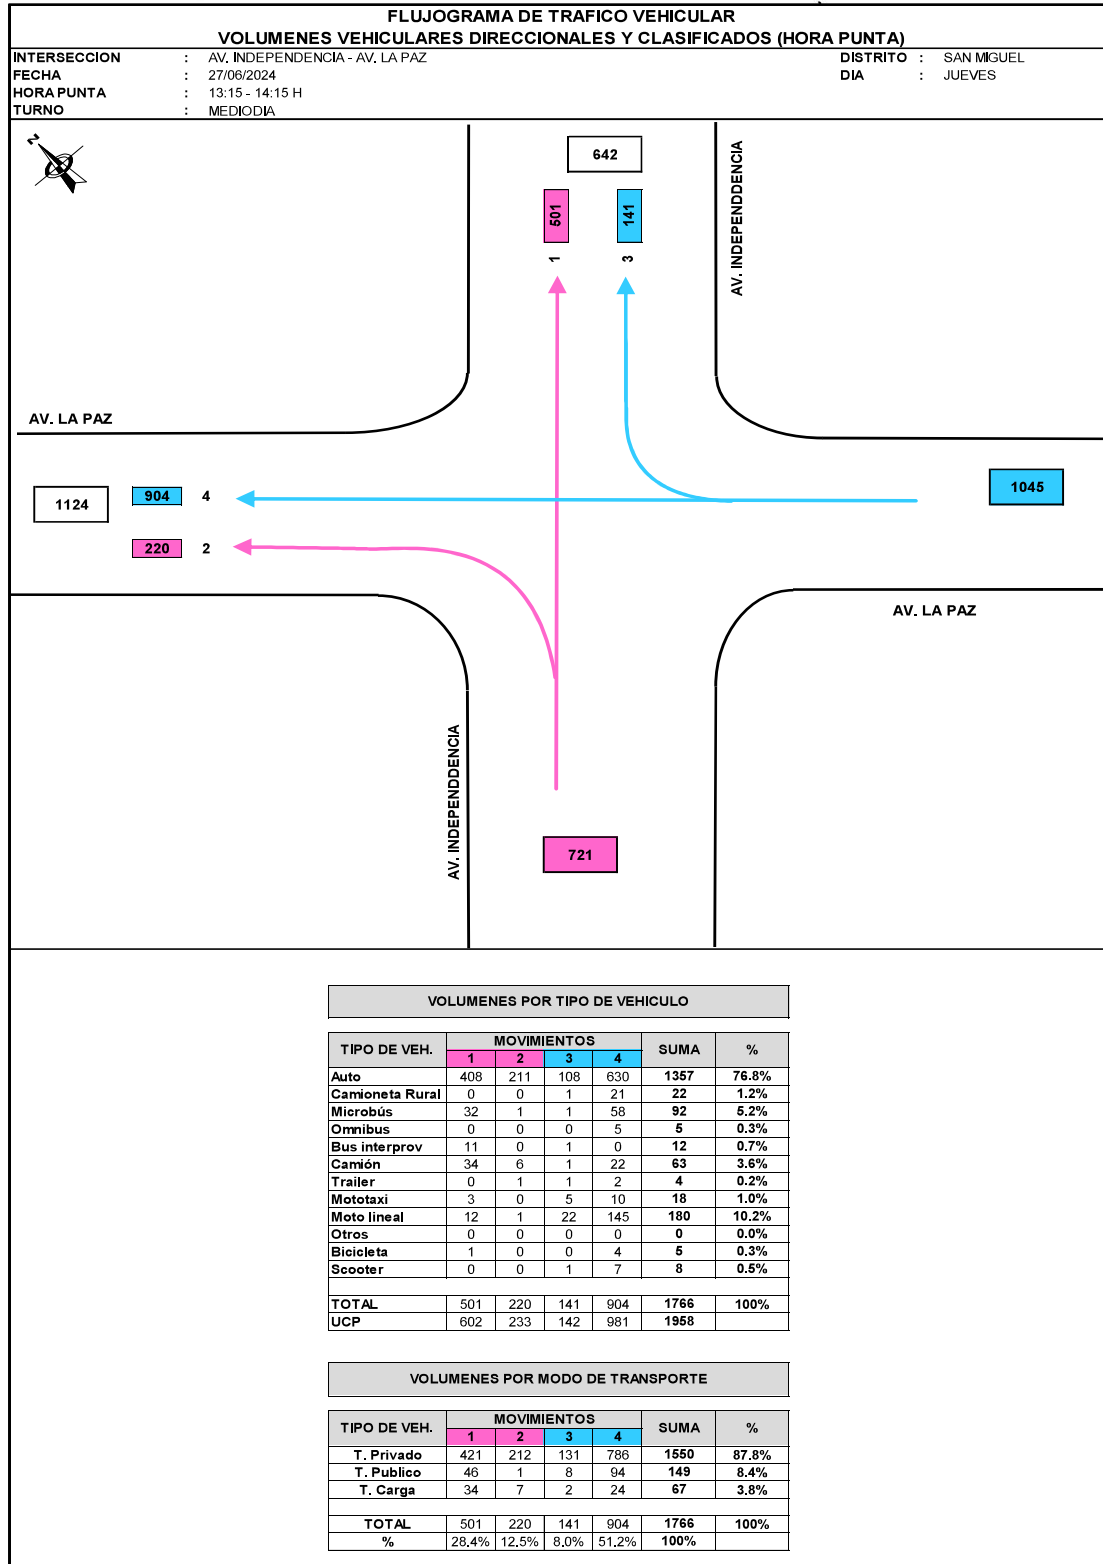 FLUJOGRAMA DE TRAFICO VEHICULAR
VOLUMENES VEHICULARES DIRECCIONALES Y CLASIFICADOS (HORA PUNTA)
INTERSECCION : AV. INDEPENDENCIA - AV. LA PAZ DISTRITO : SAN MIGUEL
FECHA : 27/06/2024 DIA : JUEVES
HORA PUNTA : 13:15 - 14:15 H
TURNO : MEDIODIA
N
642
501 141
1 3
AV. INDEPENDDENCIA
AV. LA PAZ
1124
904 4
220 2
1045
AV. LA PAZ
AV. INDEPENDDENCIA
721
VOLUMENES POR TIPO DE VEHICULO
TIPO DE VEH. MOVIMIENTOS SUMA %
1 2 3 4
Auto 408 211 108 630 1357 76.8%
Camioneta Rural 0 0 1 21 22 1.2%
Microbús 32 1 1 58 92 5.2%
Omnibus 0 0 0 5 5 0.3%
Bus interprov 11 0 1 0 12 0.7%
Camión 34 6 1 22 63 3.6%
Trailer 0 1 1 2 4 0.2%
Mototaxi 3 0 5 10 18 1.0%
Moto lineal 12 1 22 145 180 10.2%
Otros 0 0 0 0 0 0.0%
Bicicleta 1 0 0 4 5 0.3%
Scooter 0 0 1 7 8 0.5%
TOTAL 501 220 141 904 1766 100%
UCP 602 233 142 981 1958
VOLUMENES POR MODO DE TRANSPORTE
TIPO DE VEH. MOVIMIENTOS SUMA %
1 2 3 4
T. Privado 421 212 131 786 1550 87.8%
T. Publico 46 1 8 94 149 8.4%
T. Carga 34 7 2 24 67 3.8%
TOTAL 501 220 141 904 1766 100%
% 28.4% 12.5% 8.0% 51.2% 100%